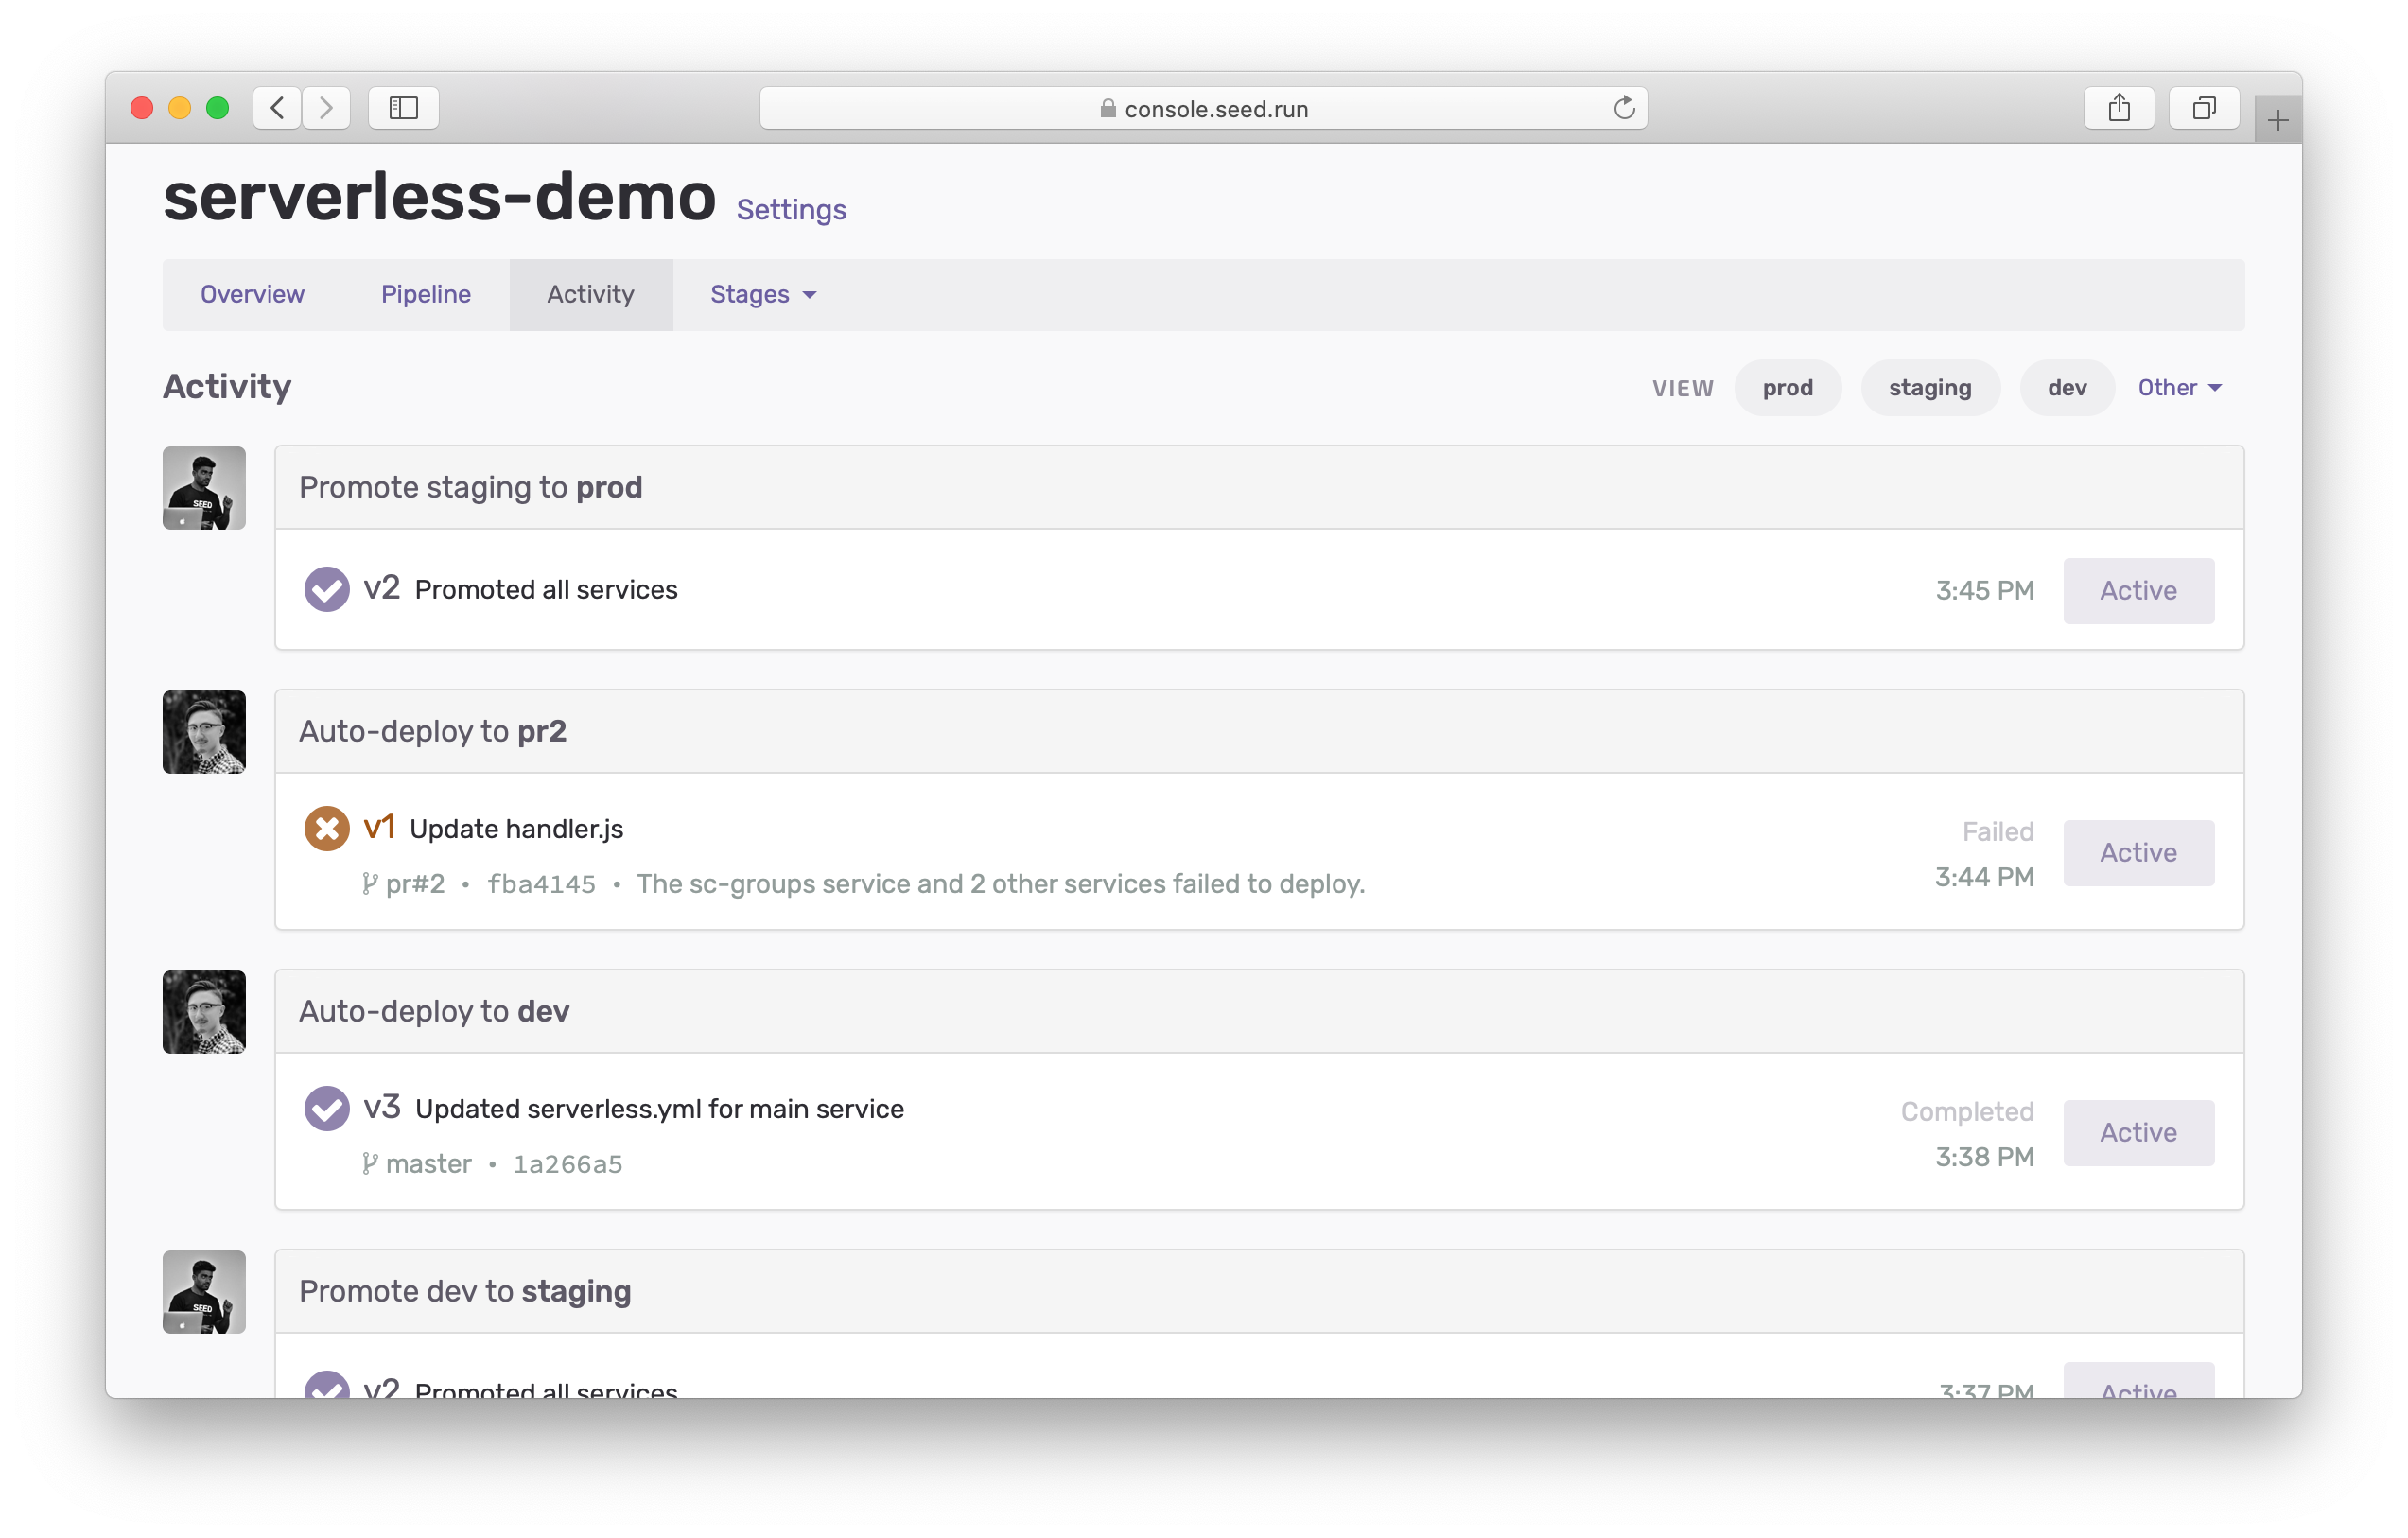 console.seed.run
serverless-demo Settings
Overview Pipeline Activity Stages
Activity VIEW prod staging dev Other
SEED
Promote staging to prod
v2 Promoted all services 3:45 PM Active
Auto-deploy to pr2
v1 Update handler.js Failed Active
pr#2 • fba4145 • The sc-groups service and 2 other services failed to deploy. 3:44 PM
Auto-deploy to dev
v3 Updated serverless.yml for main service Completed Active
master • 1a266a5 3:38 PM
Promote dev to staging
SEED
v2 Promoted all services 3:37 PM Active